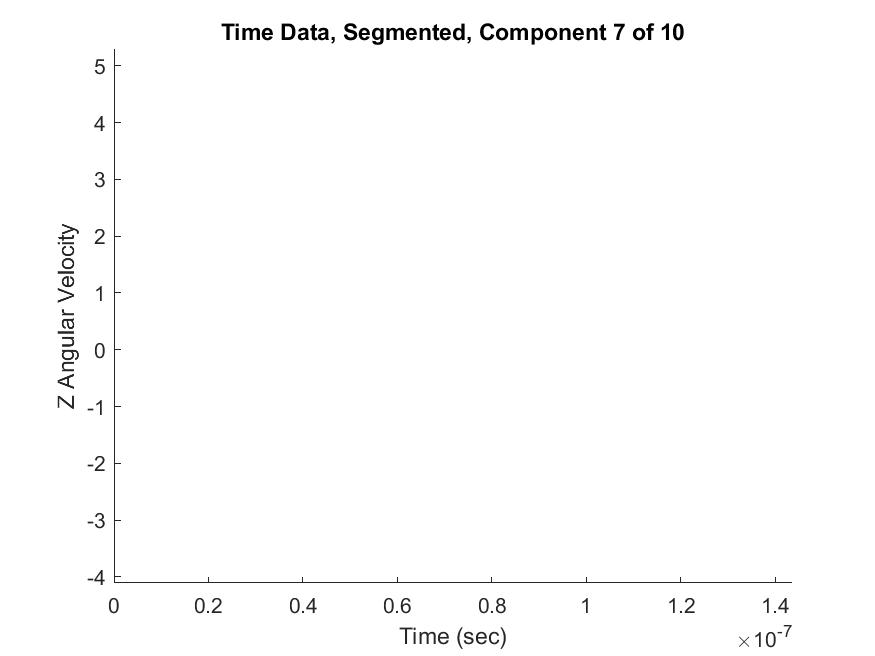 Time Data, Segmented, Component 7 of 10
Z Angular Velocity
5
4
3
2
1
0
-1
-2
-3
-4
0 0.2 0.4 0.6 0.8 1 1.2 1.4
×10-7
Time (sec)